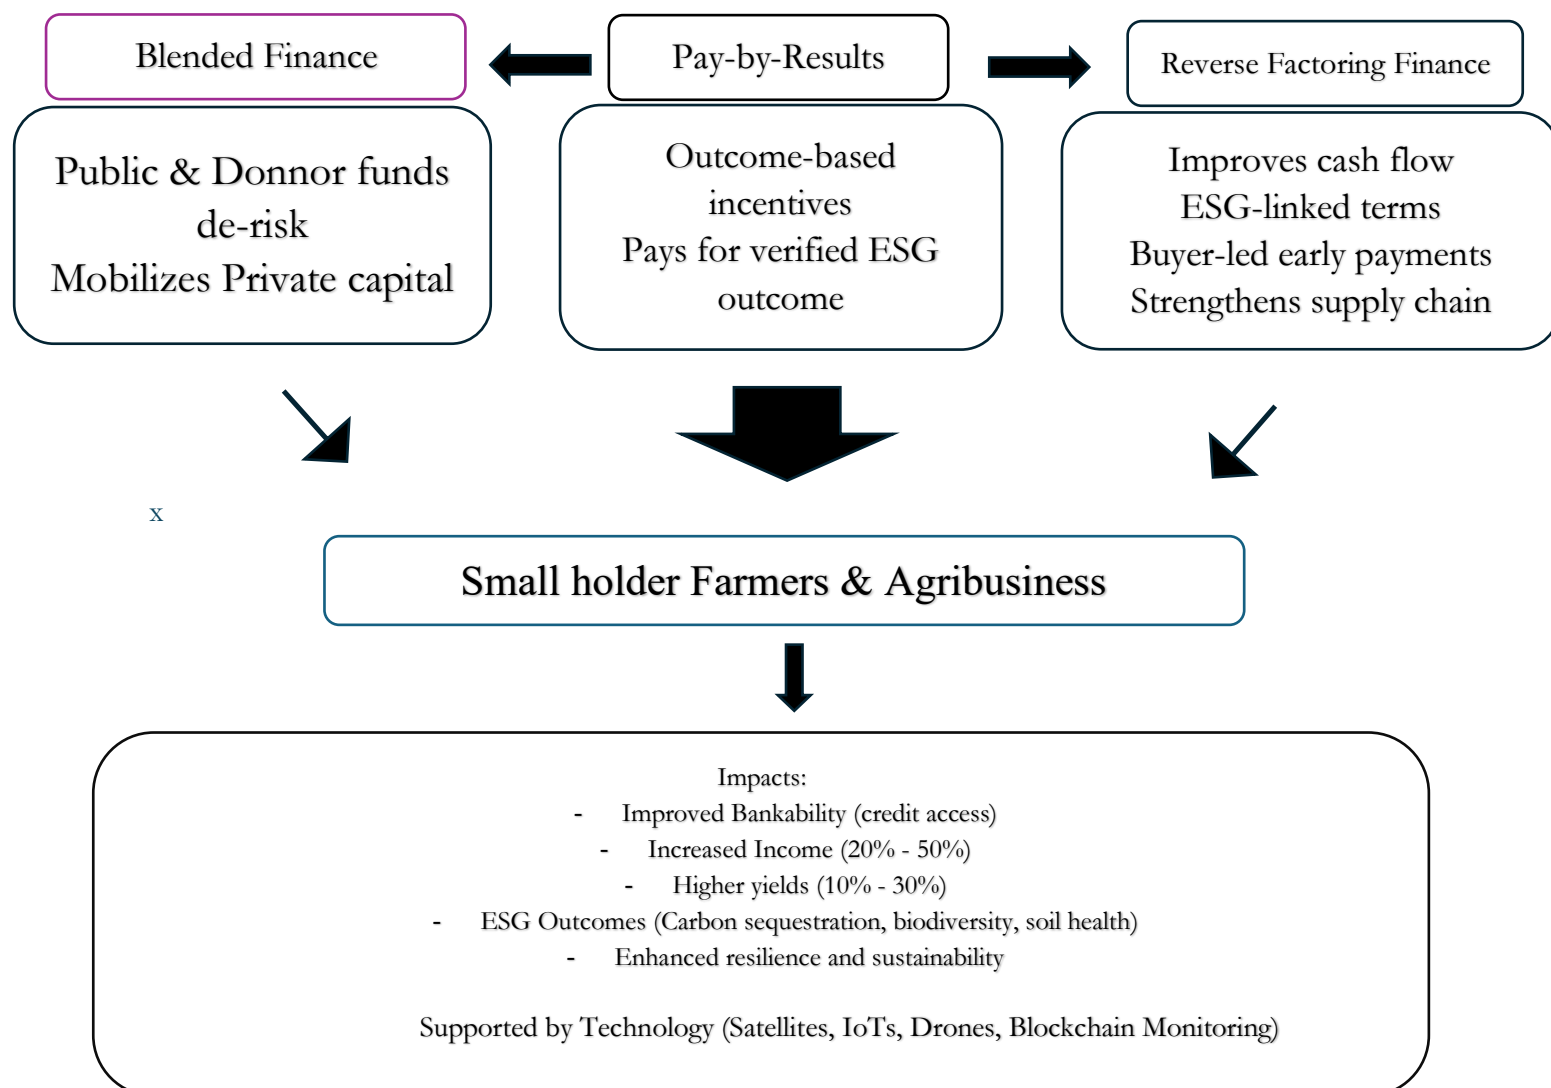 Blended Finance
Pay-by-Results
Reverse Factoring Finance
Public & Donnor funds
de-risk
Mobilizes Private capital
Outcome-based
incentives
Pays for verified ESG
outcome
Improves cash flow
ESG-linked terms
Buyer-led early payments
Strengthens supply chain
x
Small holder Farmers & Agribusiness
Impacts:
- Improved Bankability (credit access)
- Increased Income (20% - 50%)
- Higher yields (10% - 30%)
- ESG Outcomes (Carbon sequestration, biodiversity, soil health)
- Enhanced resilience and sustainability
Supported by Technology (Satellites, IoTs, Drones, Blockchain Monitoring)